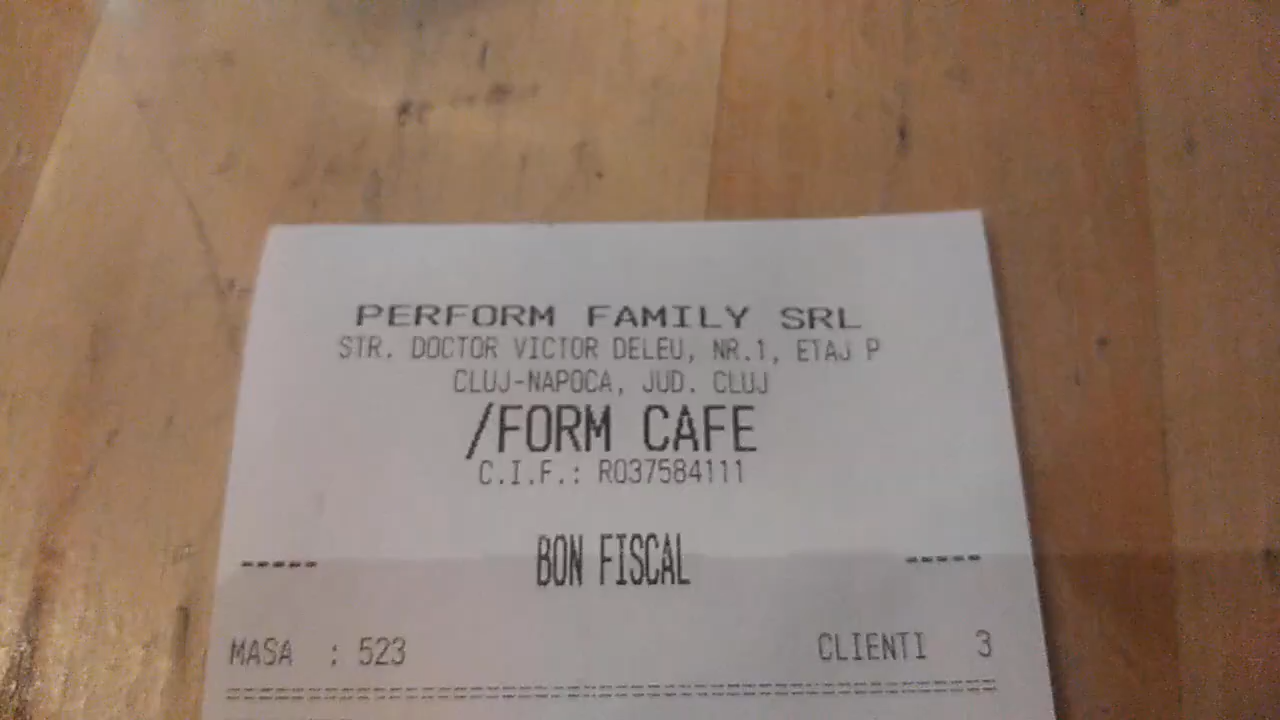 PERFORM FAMILY SRL
STR. DOCTOR VICTOR DELEU, NR.1, ETAJ P
CLUJ-NAPOCA, JUD. CLUJ
/FORM CAFE
C.I.F.: RO37584111
----- BON FISCAL -----
MASA : 523 CLIENTI 3